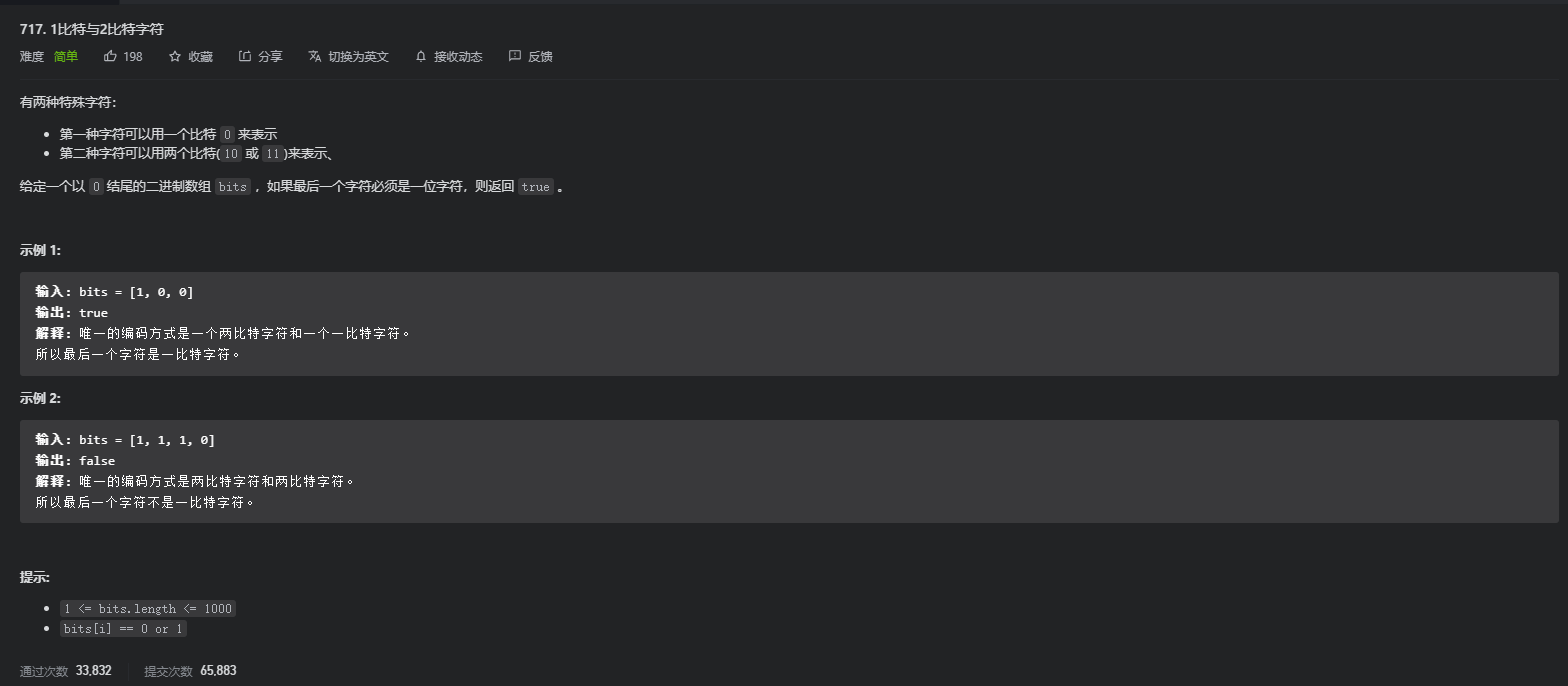 717. 1比特与2比特字符
难度 简单 198 收藏 分享 切换为英文 接收动态 反馈
有两种特殊字符：
第一种字符可以用一个比特 0 来表示
第二种字符可以用两个比特(10 或 11)来表示、
给定一个以 0 结尾的二进制数组 bits ，如果最后一个字符必须是一位字符，则返回 true 。
示例 1:
输入: bits = [1, 0, 0]
输出: true
解释: 唯一的编码方式是一个两比特字符和一个一比特字符。
所以最后一个字符是一比特字符。
示例 2:
输入: bits = [1, 1, 1, 0]
输出: false
解释: 唯一的编码方式是两比特字符和两比特字符。
所以最后一个字符不是一比特字符。
提示:
1 <= bits.length <= 1000
bits[i] == 0 or 1
通过次数 33,832 提交次数 65,883